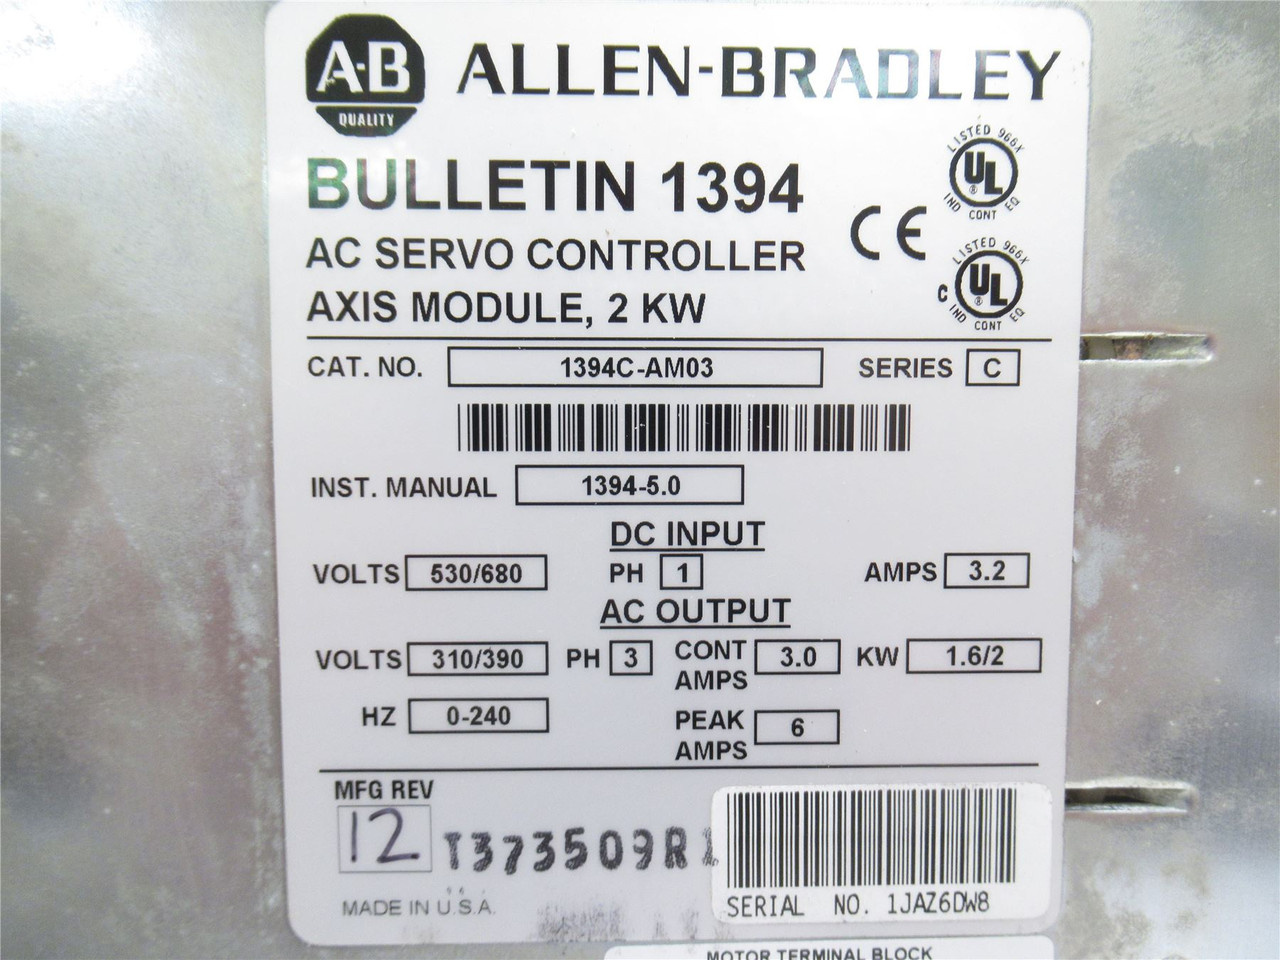 A-B ALLEN-BRADLEY
QUALITY
BULLETIN 1394
AC SERVO CONTROLLER
AXIS MODULE, 2 KW
CE
LISTED 966X
UL
®
IND CONT EQ
LISTED 966X
C UL
®
IND CONT EQ
CAT. NO. 1394C-AM03 SERIES C
INST. MANUAL 1394-5.0
DC INPUT
VOLTS 530/680 PH 1 AMPS 3.2
AC OUTPUT
VOLTS 310/390 PH 3 CONT AMPS 3.0 KW 1.6/2
HZ 0-240 PEAK AMPS 6
MFG REV
12 T373509R1
MADE IN U.S.A.
SERIAL NO. 1JAZ6DW8
MOTOR TERMINAL BLOCK